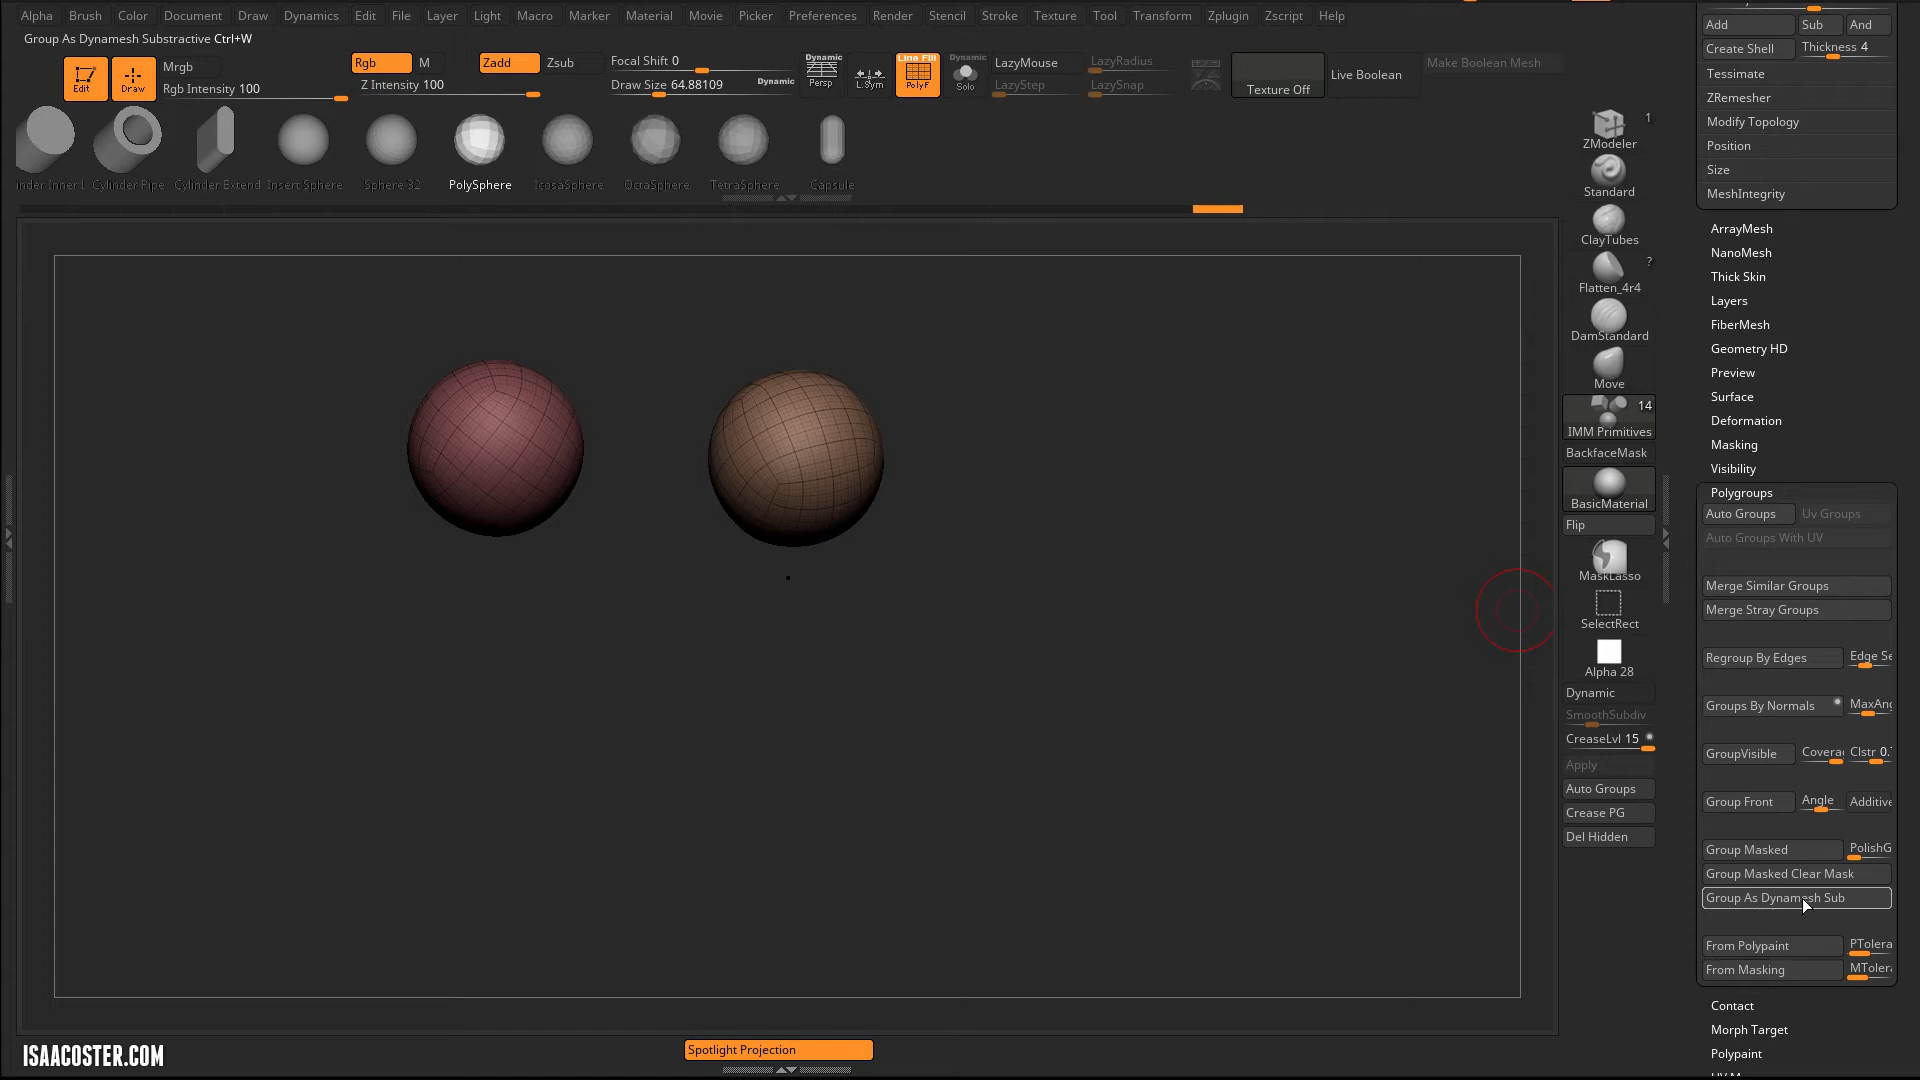 Alpha Brush Color Document Draw Dynamics Edit File Layer Light Macro Marker Material Movie Picker Preferences Render Stencil Stroke Texture Tool Transform Zplugin Zscript Help
Group As Dynamesh Substractive Ctrl+W
Edit
Draw
Mrgb
Rgb Intensity 100
Rgb
M
Z Intensity 100
Zadd
Zsub
Focal Shift 0
Draw Size 64.88109
Dynamic
Dynamic
Persp
L.Sym
Line Fill
PolyF
Dynamic
Solo
LazyMouse
LazyStep
LazyRadius
LazySnap
Texture Off
Live Boolean
Make Boolean Mesh
Cylinder Pipe
Cylinder Extend
Insert Sphere
Sphere 32
PolySphere
IcosaSphere
OctaSphere
TetraSphere
Capsule
1
ZModeler
Standard
ClayTubes
?
Flatten_4r4
DamStandard
Move
14
IMM Primitives
BackfaceMask
BasicMaterial
Flip
MaskLasso
SelectRect
Alpha 28
Dynamic
SmoothSubdiv
CreaseLvl 15
Apply
Auto Groups
Crease PG
Del Hidden
Add Sub And
Create Shell Thickness 4
Tessimate
ZRemesher
Modify Topology
Position
Size
MeshIntegrity
ArrayMesh
NanoMesh
Thick Skin
Layers
FiberMesh
Geometry HD
Preview
Surface
Deformation
Masking
Visibility
Polygroups
Auto Groups Uv Groups
Auto Groups With UV
Merge Similar Groups
Merge Stray Groups
Regroup By Edges Edge Se
Groups By Normals MaxAng
GroupVisible Covera Clstr 0.
Group Front Angle Additive
Group Masked PolishG
Group Masked Clear Mask
Group As Dynamesh Sub
From Polypaint PTolera
From Masking MTolera
Contact
Morph Target
Polypaint
Spotlight Projection
ISAACOSTER.COM